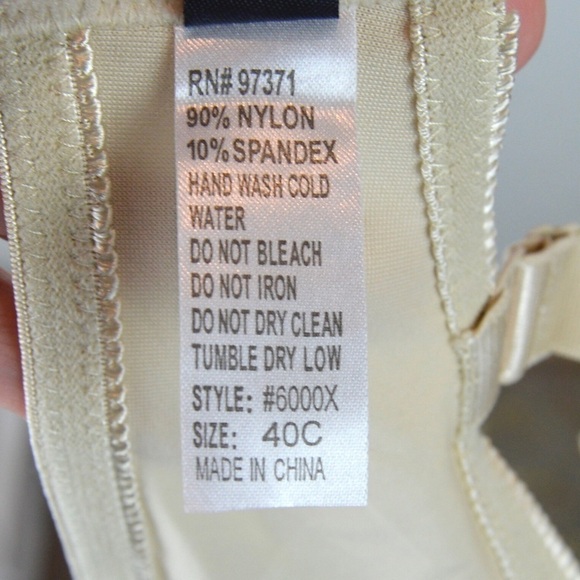 RN# 97371
90% NYLON
10% SPANDEX
HAND WASH COLD
WATER
DO NOT BLEACH
DO NOT IRON
DO NOT DRY CLEAN
TUMBLE DRY LOW
STYLE: #6000X
SIZE: 40C
MADE IN CHINA